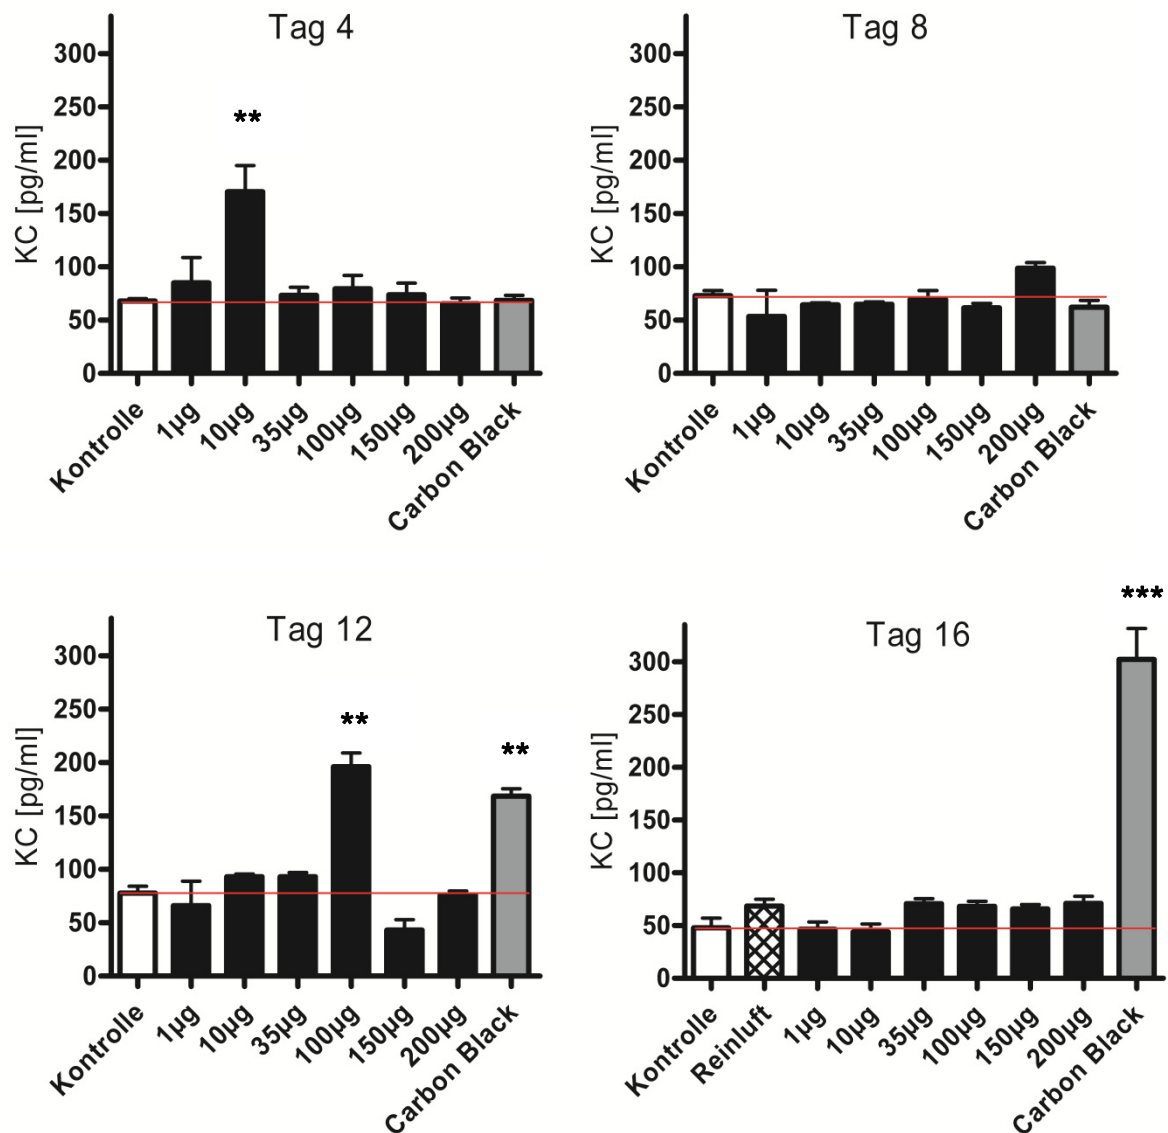 Tag 4
KC [pg/ml]
300
250
200
150
100
50
0
**
Kontrolle
1µg
10µg
35µg
100µg
150µg
200µg
Carbon Black
Tag 8
KC [pg/ml]
300
250
200
150
100
50
0
Kontrolle
1µg
10µg
35µg
100µg
150µg
200µg
Carbon Black
Tag 12
KC [pg/ml]
300
250
200
150
100
50
0
**
**
Kontrolle
1µg
10µg
35µg
100µg
150µg
200µg
Carbon Black
Tag 16
KC [pg/ml]
300
250
200
150
100
50
0
***
Kontrolle
Reinluft
1µg
10µg
35µg
100µg
150µg
200µg
Carbon Black